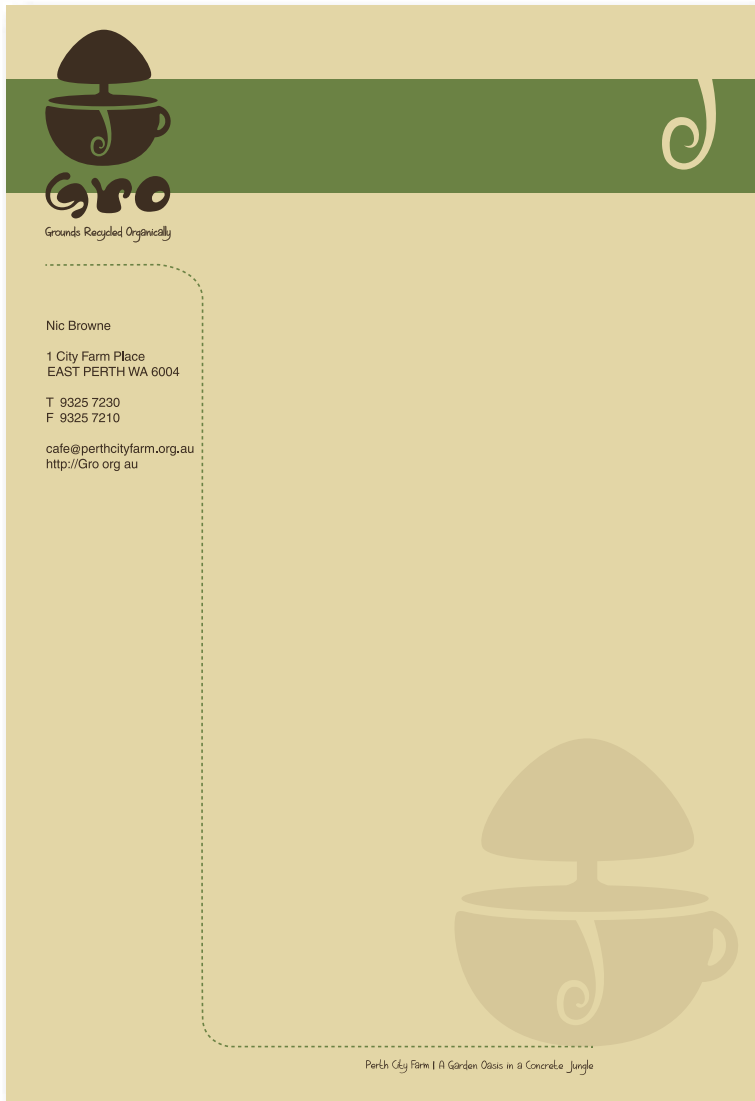 Gro
Grounds Recycled Organically
Nic Browne
1 City Farm Place
EAST PERTH WA 6004
T 9325 7230
F 9325 7210
cafe@perthcityfarm.org.au
http://Gro org au
Perth City Farm | A Garden Oasis in a Concrete Jungle